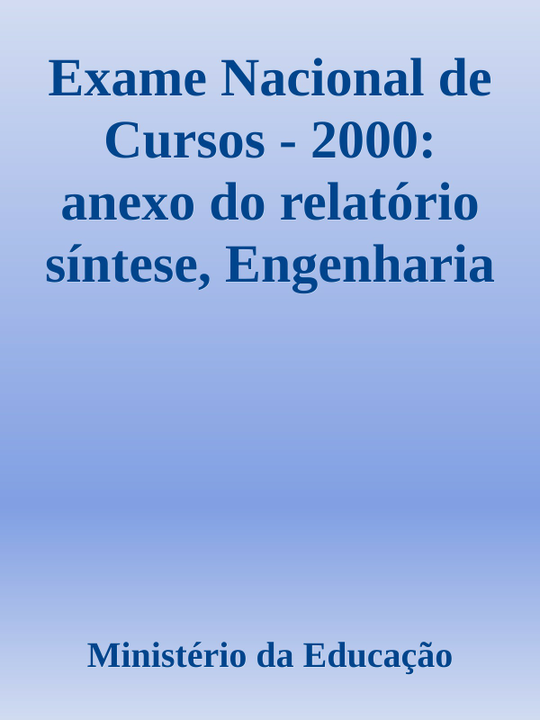 Exame Nacional de
Cursos - 2000:
anexo do relatório
síntese, Engenharia
Ministério da Educação